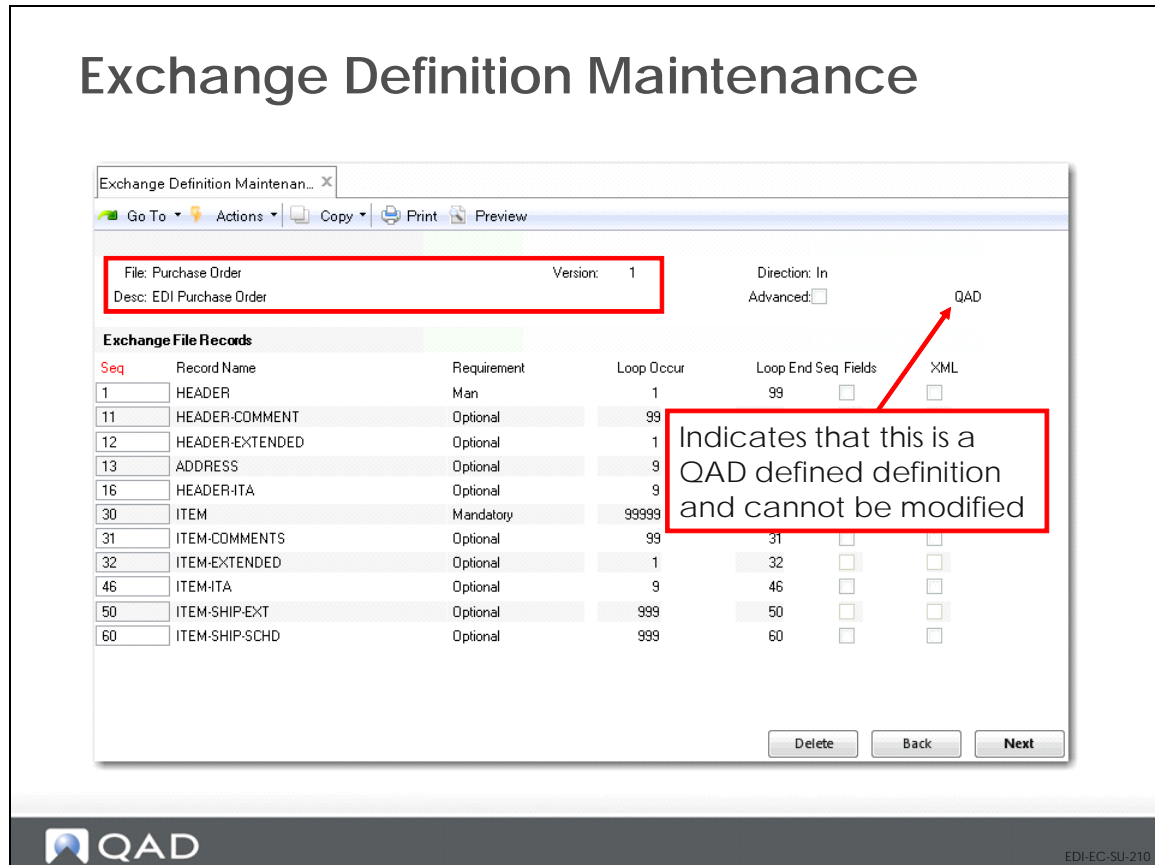 Exchange Definition Maintenance
Exchange Definition Maintenan...
Go To Actions Copy Print Preview
File: Purchase Order Version: 1 Direction: In
Desc: EDI Purchase Order Advanced: QAD
Exchange File Records
Seq Record Name Requirement Loop Occur Loop End Seq Fields XML
1 HEADER Man 1 99
11 HEADER-COMMENT Optional 99
12 HEADER-EXTENDED Optional 1
13 ADDRESS Optional 9
16 HEADER-ITA Optional 9
30 ITEM Mandatory 99999
Indicates that this is a
QAD defined definition
and cannot be modified
31 ITEM-COMMENTS Optional 99 31
32 ITEM-EXTENDED Optional 1 32
46 ITEM-ITA Optional 9 46
50 ITEM-SHIP-EXT Optional 999 50
60 ITEM-SHIP-SCHD Optional 999 60
Delete Back Next
QAD
EDI-EC-SU-210